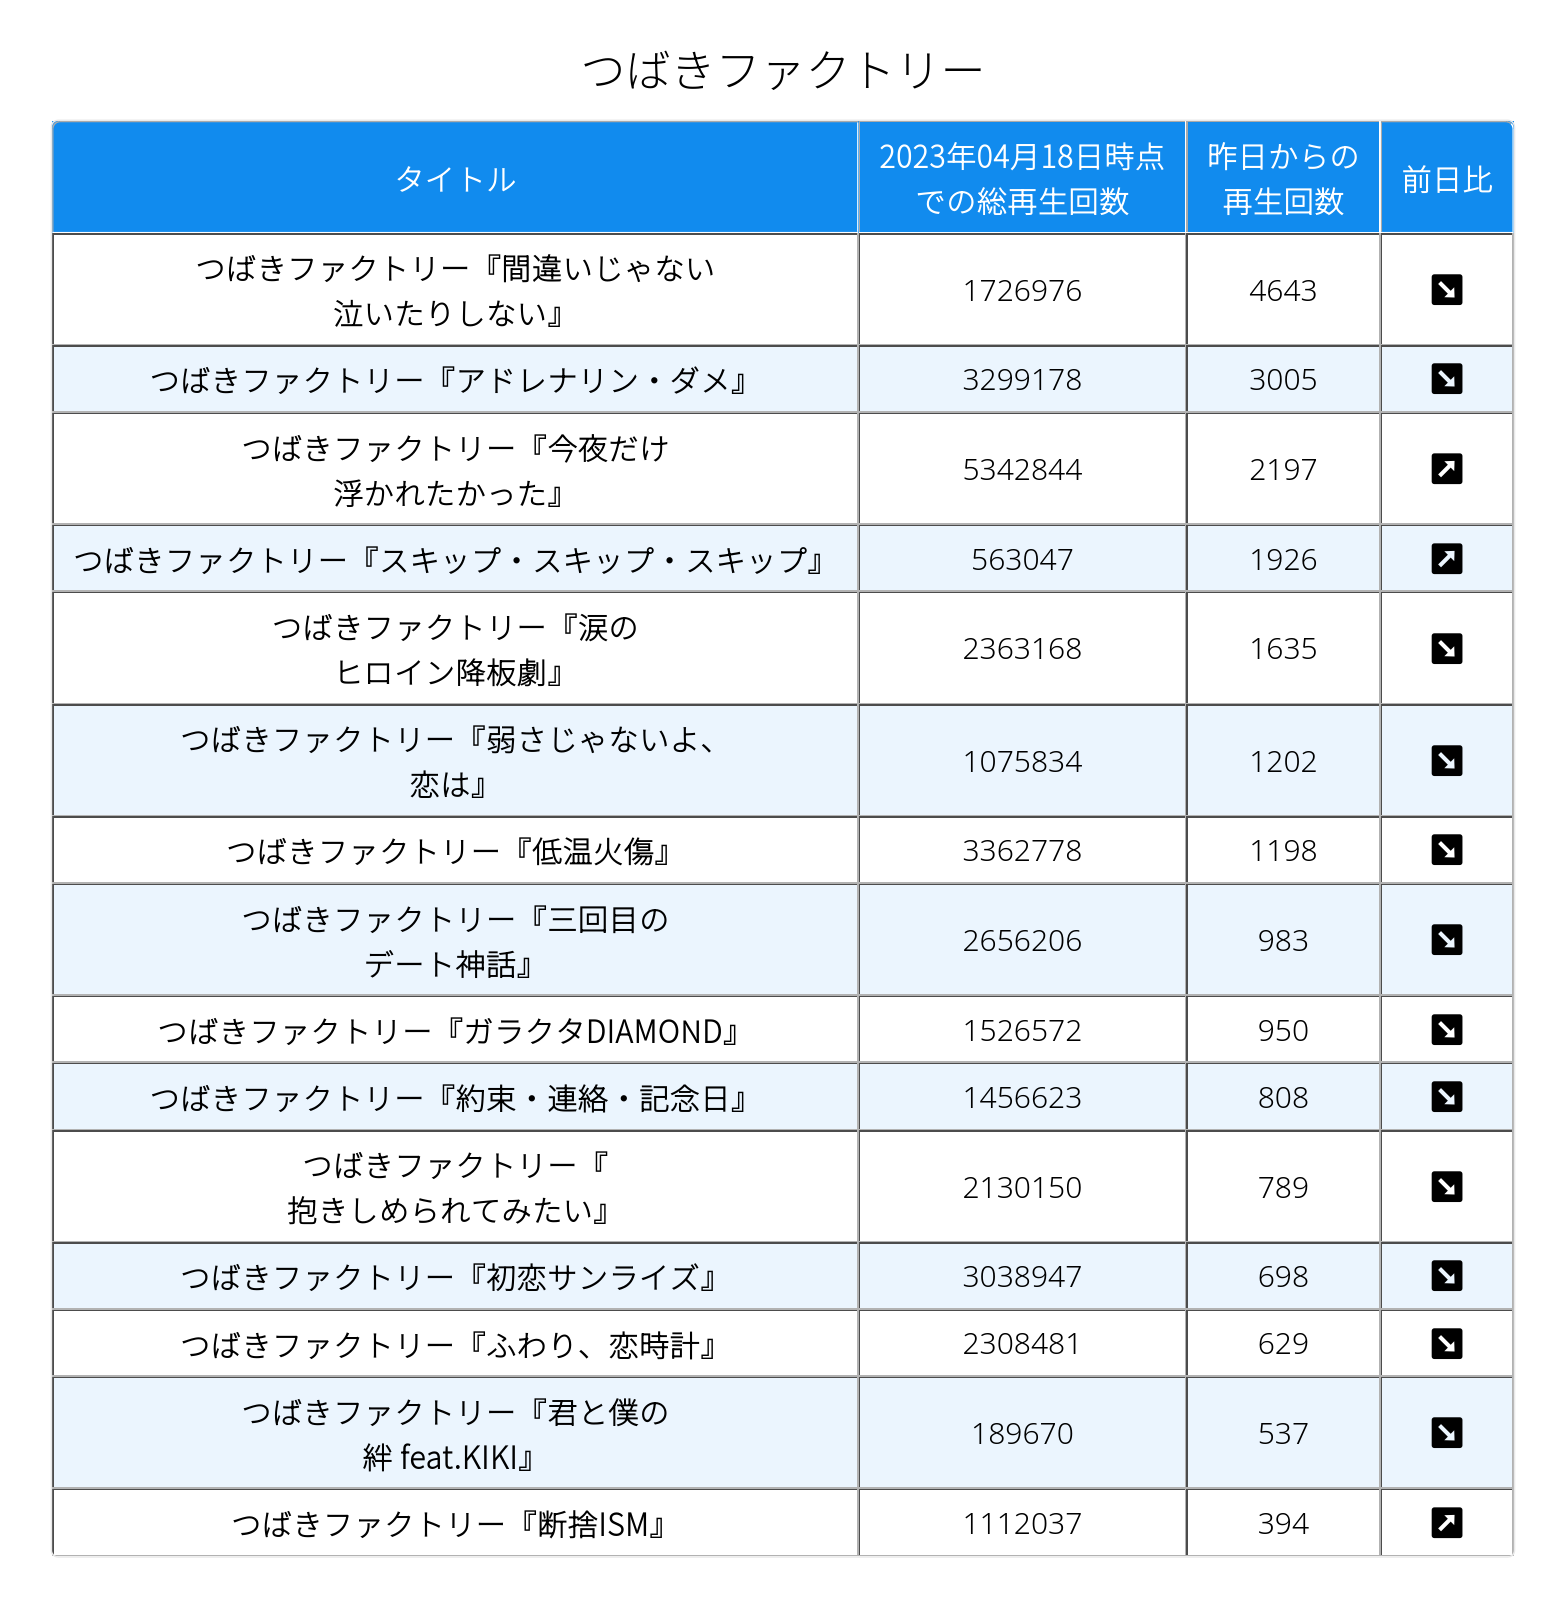 つばきファクトリー
タイトル
2023年04月18日時点
での総再生回数
昨日からの
再生回数
前日比
つばきファクトリー『間違いじゃない
泣いたりしない』
1726976
4643
つばきファクトリー『アドレナリン・ダメ』
3299178
3005
つばきファクトリー『今夜だけ
浮かれたかった』
5342844
2197
つばきファクトリー『スキップ・スキップ・スキップ』
563047
1926
つばきファクトリー『涙の
ヒロイン降板劇』
2363168
1635
つばきファクトリー『弱さじゃないよ、
恋は』
1075834
1202
つばきファクトリー『低温火傷』
3362778
1198
つばきファクトリー『三回目の
デート神話』
2656206
983
つばきファクトリー『ガラクタDIAMOND』
1526572
950
つばきファクトリー『約束・連絡・記念日』
1456623
808
つばきファクトリー『
抱きしめられてみたい』
2130150
789
つばきファクトリー『初恋サンライズ』
3038947
698
つばきファクトリー『ふわり、恋時計』
2308481
629
つばきファクトリー『君と僕の
絆 feat.KIKI』
189670
537
つばきファクトリー『断捨ISM』
1112037
394